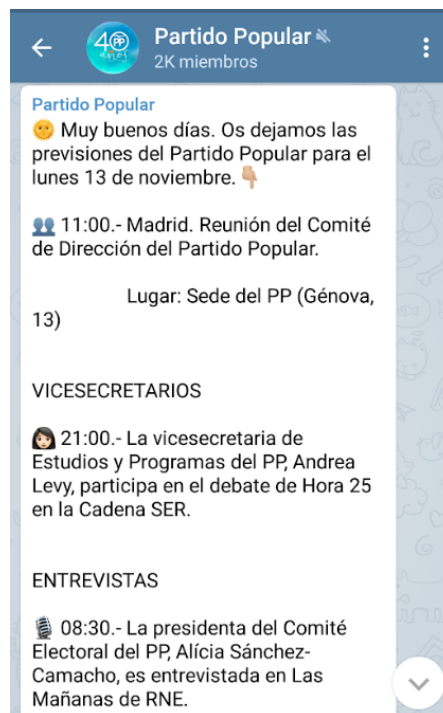 40 PP
años
Partido Popular
2K miembros
Partido Popular
🌞 Muy buenos días. Os dejamos las
previsiones del Partido Popular para el
lunes 13 de noviembre. 👇🏼
👥 11:00.- Madrid. Reunión del Comité
de Dirección del Partido Popular.
Lugar: Sede del PP (Génova,
13)
VICESECRETARIOS
👩🏻 21:00.- La vicesecretaria de
Estudios y Programas del PP, Andrea
Levy, participa en el debate de Hora 25
en la Cadena SER.
ENTREVISTAS
🎙 08:30.- La presidenta del Comité
Electoral del PP, Alícia Sánchez-
Camacho, es entrevistada en Las
Mañanas de RNE.